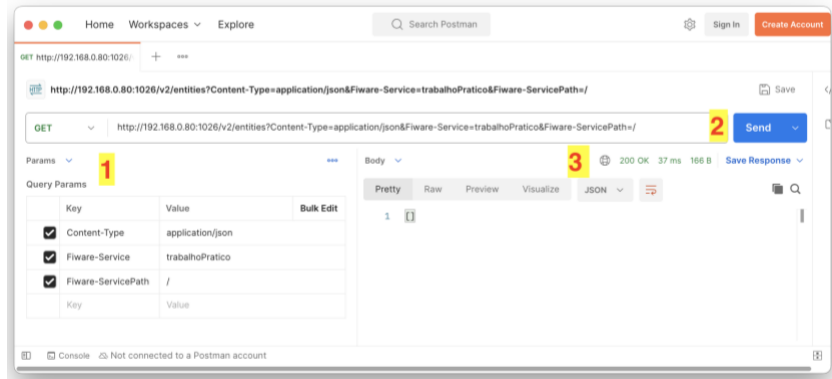 Home Workspaces Explore Search Postman Sign In Create Account
GET http://192.168.0.80:1026/
http://192.168.0.80:1026/v2/entities?Content-Type=application/json&Fiware-Service=trabalhoPratico&Fiware-ServicePath=/ Save
GET http://192.168.0.80:1026/v2/entities?Content-Type=application/json&Fiware-Service=trabalhoPratico&Fiware-ServicePath=/ 2 Send
Params 1 Body 3 200 OK 37 ms 166 B Save Response
Query Params Pretty Raw Preview Visualize JSON
Key Value Bulk Edit
1 []
Content-Type application/json
Fiware-Service trabalhoPratico
Fiware-ServicePath /
Key Value
Console Not connected to a Postman account